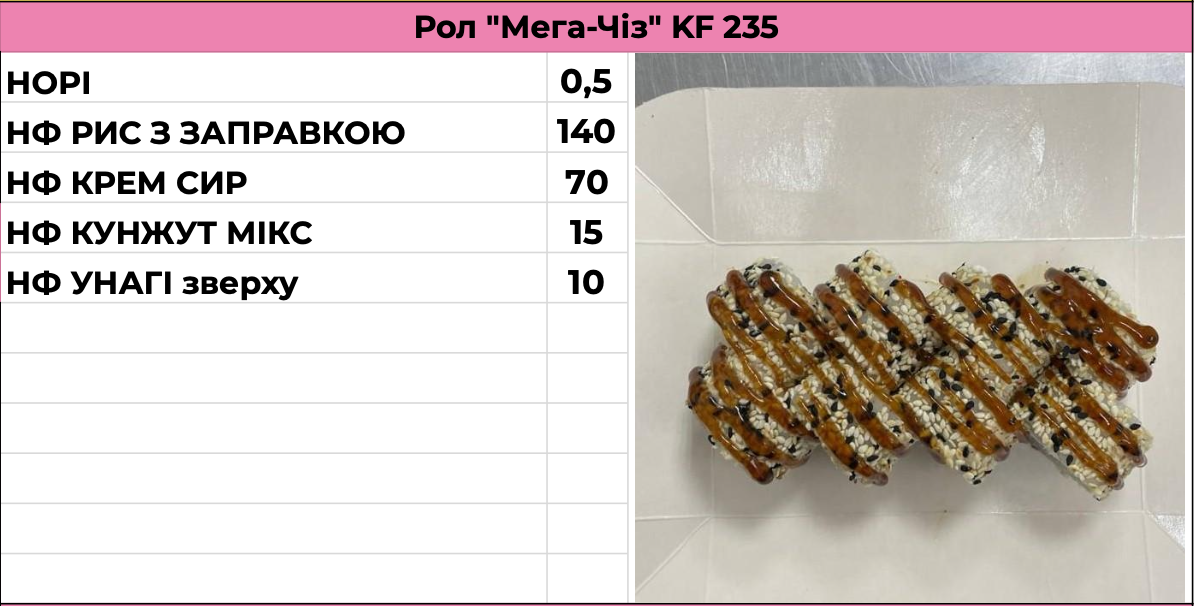 Рол "Мега-Чіз" KF 235
НОРІ 0,5
НФ РИС З ЗАПРАВКОЮ 140
НФ КРЕМ СИР 70
НФ КУНЖУТ МІКС 15
НФ УНАГІ зверху 10